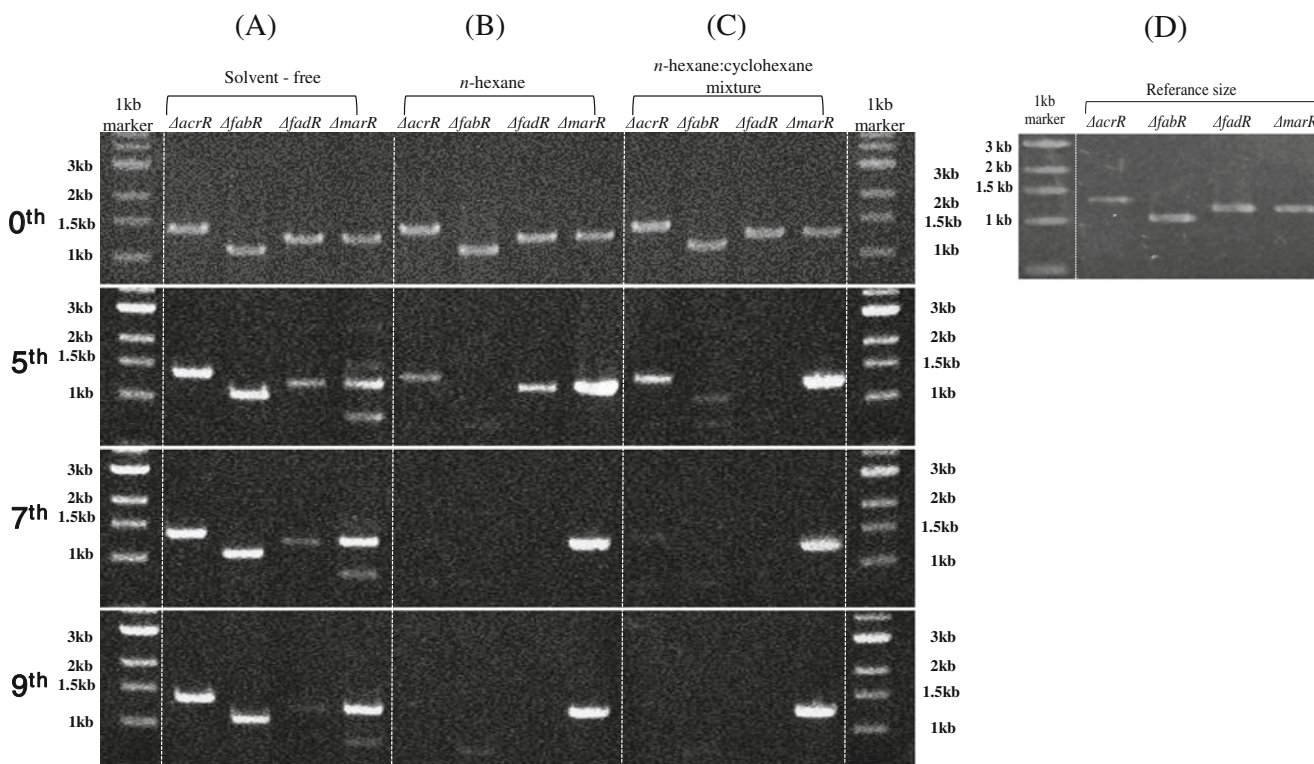 (A) (B) (C) (D)
Solvent - free
n-hexane
n-hexane:cyclohexane
mixture
Referance size
1kb
marker
ΔacrR ΔfabR ΔfadR ΔmarR
ΔacrR ΔfabR ΔfadR ΔmarR
ΔacrR ΔfabR ΔfadR ΔmarR
1kb
marker
1kb
marker
ΔacrR ΔfabR ΔfadR ΔmarR
0th
3kb
2kb
1.5kb
1kb
3kb
2kb
1.5kb
1kb
3 kb
2 kb
1.5 kb
1 kb
5th
3kb
2kb
1.5kb
1kb
3kb
2kb
1.5kb
1kb
7th
3kb
2kb
1.5kb
1kb
3kb
2kb
1.5kb
1kb
9th
3kb
2kb
1.5kb
1kb
3kb
2kb
1.5kb
1kb